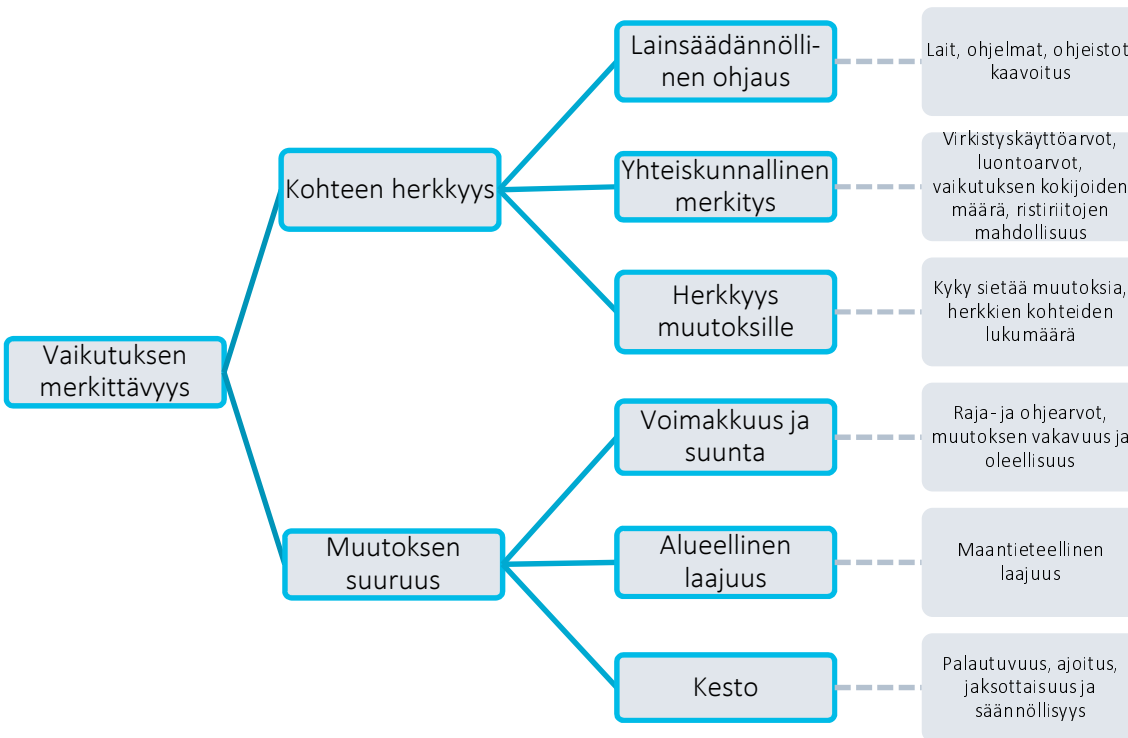 Vaikutuksen
merkittävyys
Kohteen herkkyys
Lainsäädännölli-
nen ohjaus
Lait, ohjelmat, ohjeistot,
kaavoitus
Yhteiskunnallinen
merkitys
Virkistyskäyttöarvot,
luontoarvot,
vaikutuksen kokijoiden
määrä, ristiriitojen
mahdollisuus
Herkkyys
muutoksille
Kyky sietää muutoksia,
herkkien kohteiden
lukumäärä
Muutoksen
suuruus
Voimakkuus ja
suunta
Raja- ja ohjearvot,
muutoksen vakavuus ja
oleellisuus
Alueellinen
laajuus
Maantieteellinen
laajuus
Kesto
Palautuvuus, ajoitus,
jaksottaisuus ja
säännöllisyys